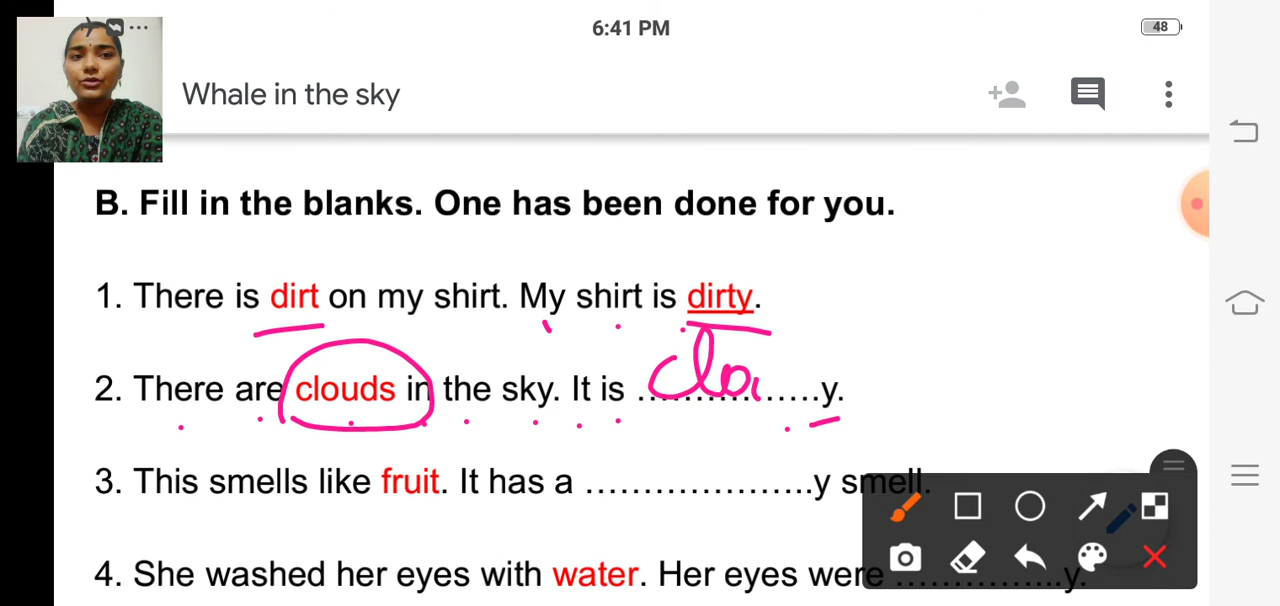 6:41 PM
48
Whale in the sky
B. Fill in the blanks. One has been done for you.
1. There is dirt on my shirt. My shirt is dirty.
2. There are clouds in the sky. It is ....................y.
clou
3. This smells like fruit. It has a ....................y smell.
4. She washed her eyes with water. Her eyes were ..................y.